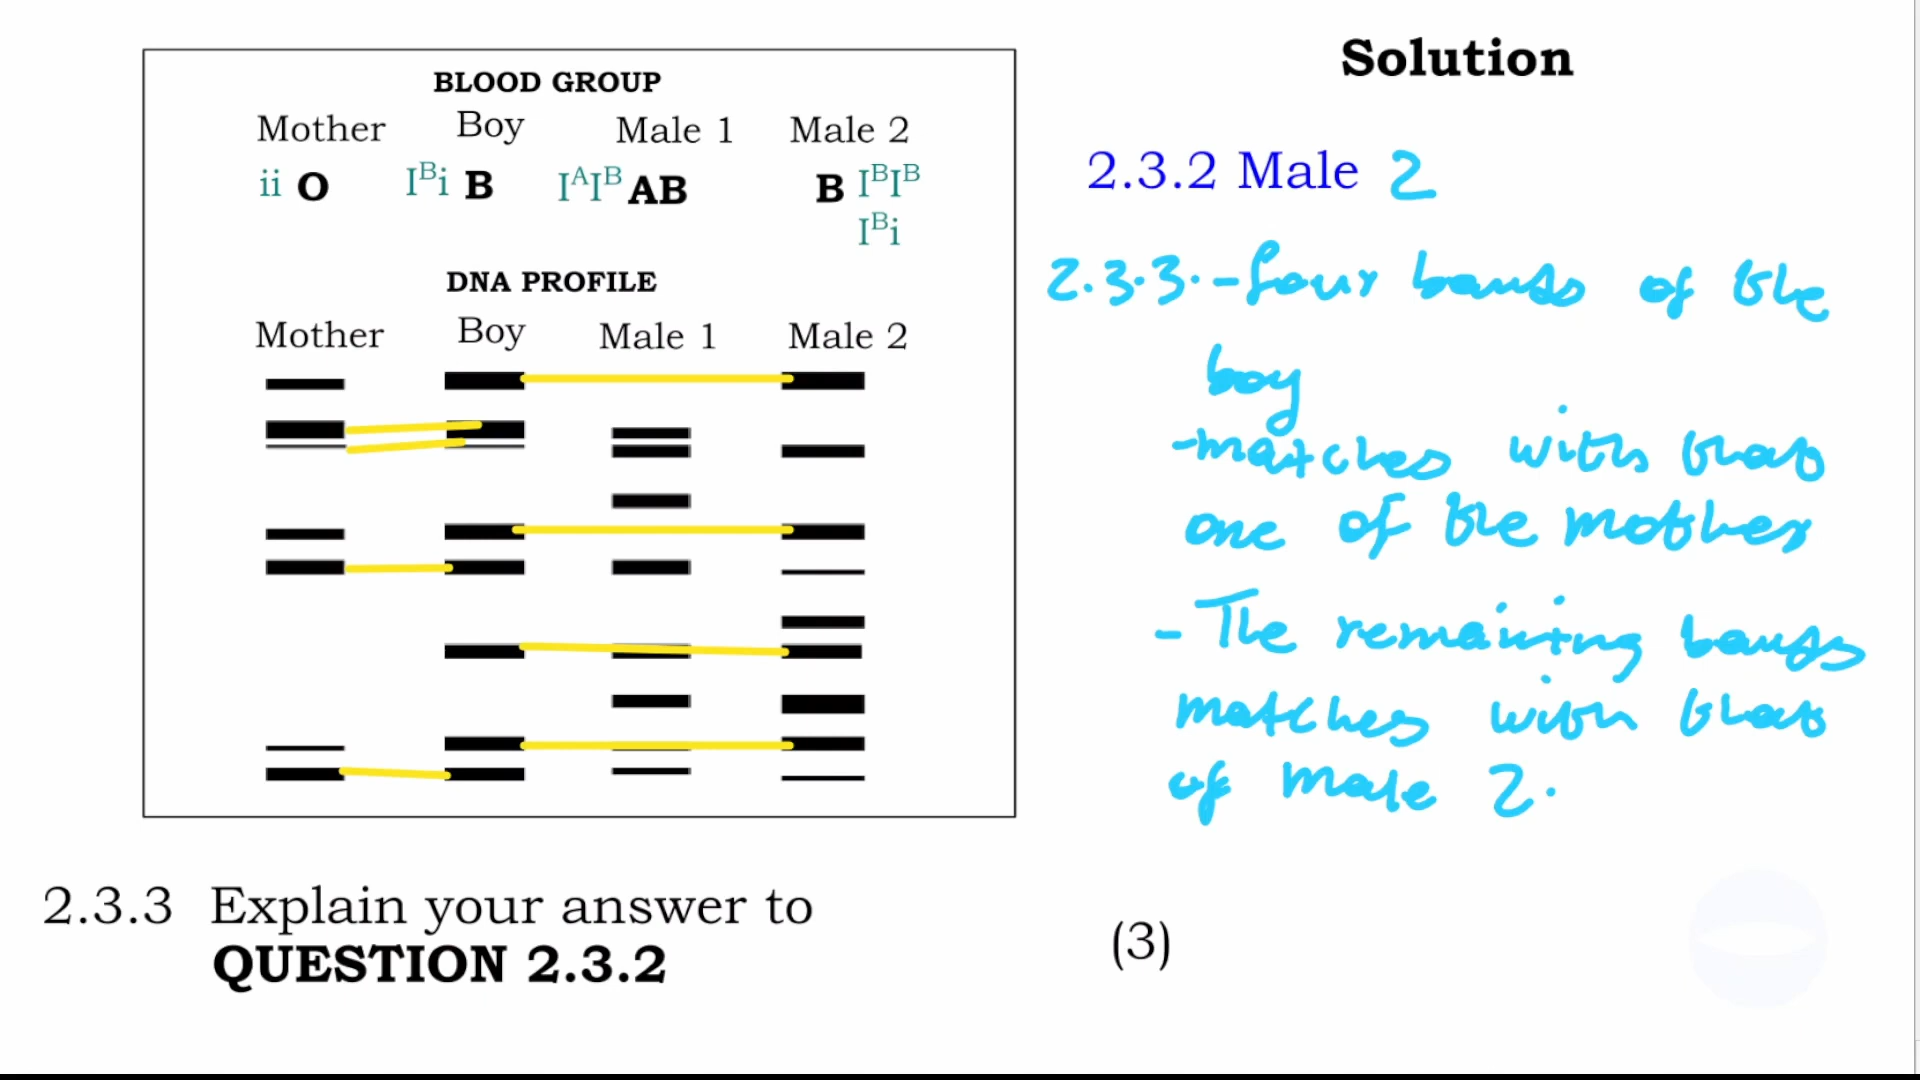 BLOOD GROUP
Mother Boy Male 1 Male 2
ii O Iᴮi B IᴬIᴮ AB B IᴮIᴮ
Iᴮi
DNA PROFILE
Mother Boy Male 1 Male 2
2.3.3 Explain your answer to
QUESTION 2.3.2
(3)
Solution
2.3.2 Male 2
2.3.3. - four bands of the
boy
- matches with that
one of the mother
- The remaining bands
matches with that
of male 2.